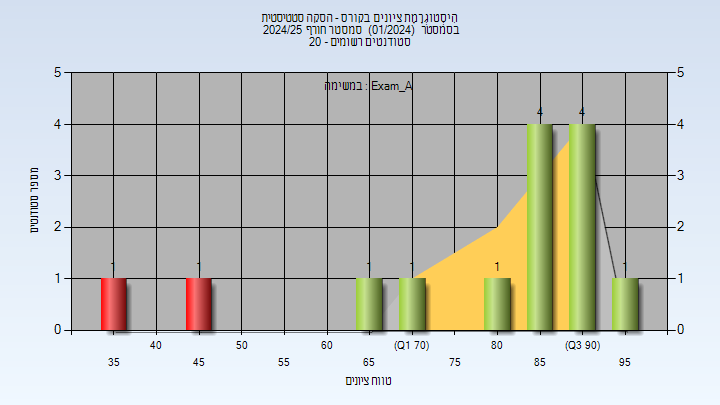 היסטוגרמת ציונים בקורס - הסקה סטטיסטית
בסמסטר (01/2024) סמסטר חורף 2024/25
סטודנטים רשומים - 20
במשימה : Exam_A
5 5
4 4
3 3
2 2
1 1
0 0
מספר סטודנטים
1 1 1 1 1 4 4 1
40 50 60 (Q1 70) 80 (Q3 90)
35 45 55 65 75 85 95
טווח ציונים